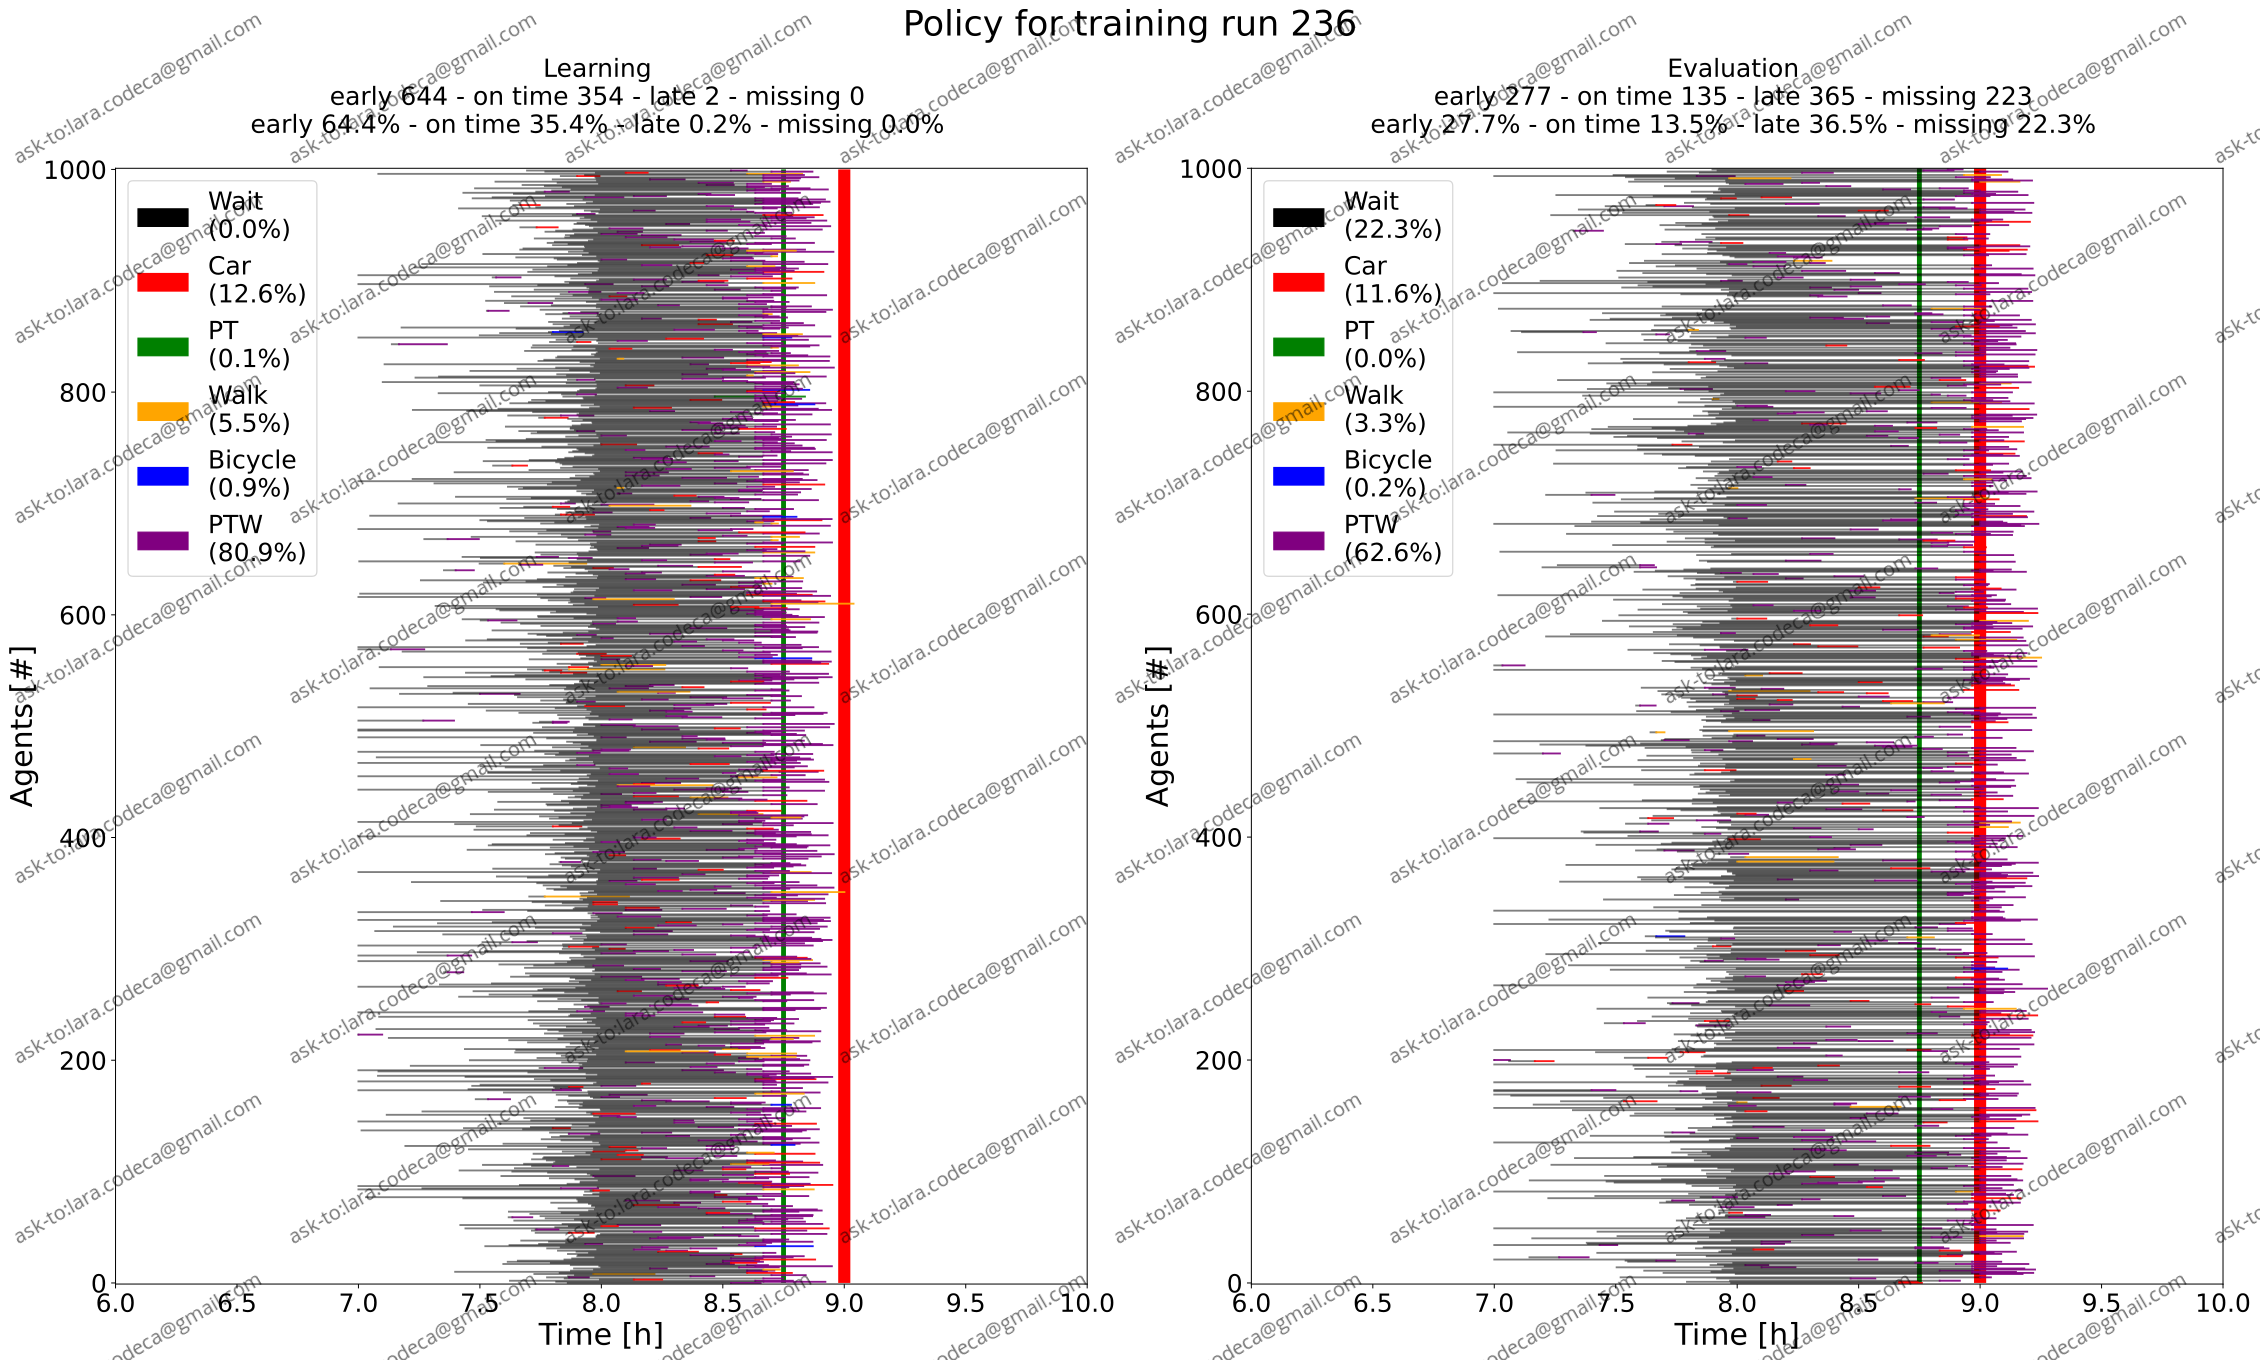 Policy for training run 236
Learning
early 644 - on time 354 - late 2 - missing 0
early 64.4% - on time 35.4% - late 0.2% - missing 0.0%
1000
800
600
400
200
0
Agents [#]
Wait
(0.0%)
Car
(12.6%)
PT
(0.1%)
Walk
(5.5%)
Bicycle
(0.9%)
PTW
(80.9%)
6.0 6.5 7.0 7.5 8.0 8.5 9.0 9.5 10.0
Time [h]
Evaluation
early 277 - on time 135 - late 365 - missing 223
early 27.7% - on time 13.5% - late 36.5% - missing 22.3%
1000
800
600
400
200
0
Agents [#]
Wait
(22.3%)
Car
(11.6%)
PT
(0.0%)
Walk
(3.3%)
Bicycle
(0.2%)
PTW
(62.6%)
6.0 6.5 7.0 7.5 8.0 8.5 9.0 9.5 10.0
Time [h]
ask-to:lara.codeca@gmail.com